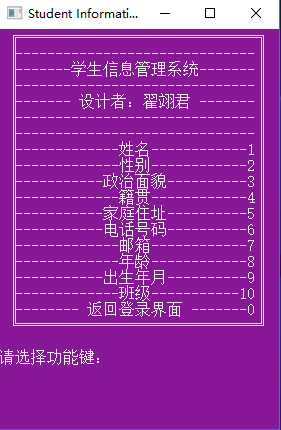 Student Informati...
------------------------------
-------学生信息管理系统-------
------------------------------
-------- 设计者：翟翊君 -------
------------------------------
------------------------------
-------------姓名------------1
-------------性别------------2
-----------政治面貌----------3
-------------籍贯------------4
-----------家庭住址----------5
-----------电话号码----------6
-------------邮箱------------7
-------------年龄------------8
-----------出生年月----------9
-------------班级-----------10
-------- 返回登录界面 -------0
请选择功能键：